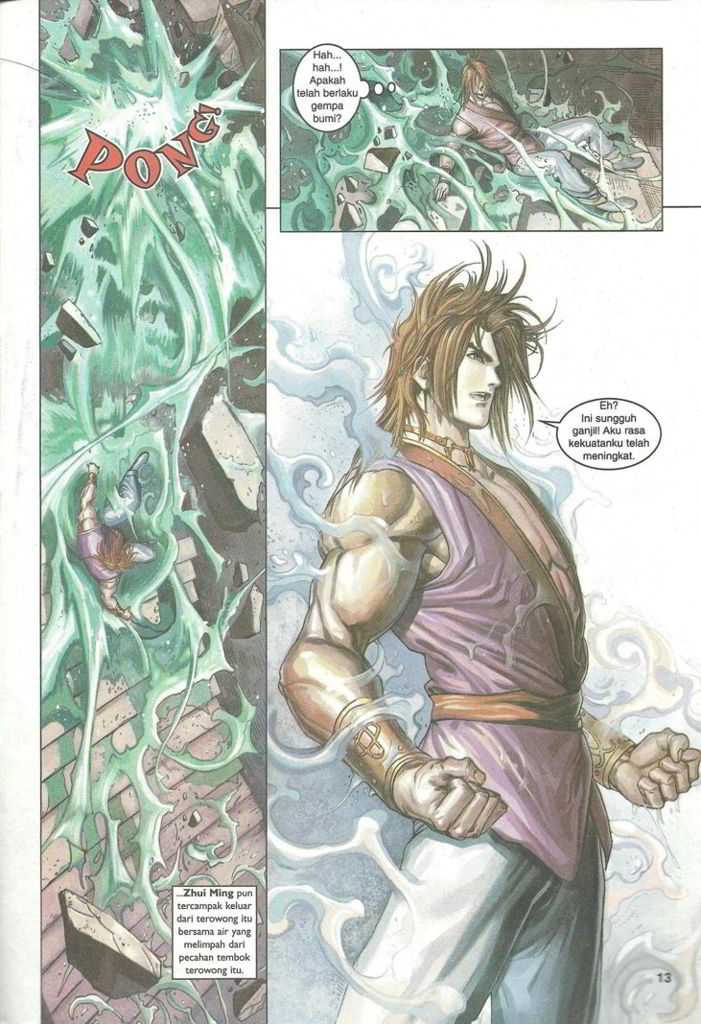 PONG!
...Zhui Ming pun
tercampak keluar
dari terowong itu
bersama air yang
melimpah dari
pecahan tembok
terowong itu.
Hah...
hah...!
Apakah
telah berlaku
gempa
bumi?
Eh?
Ini sungguh
ganjil! Aku rasa
kekuatanku telah
meningkat.
13